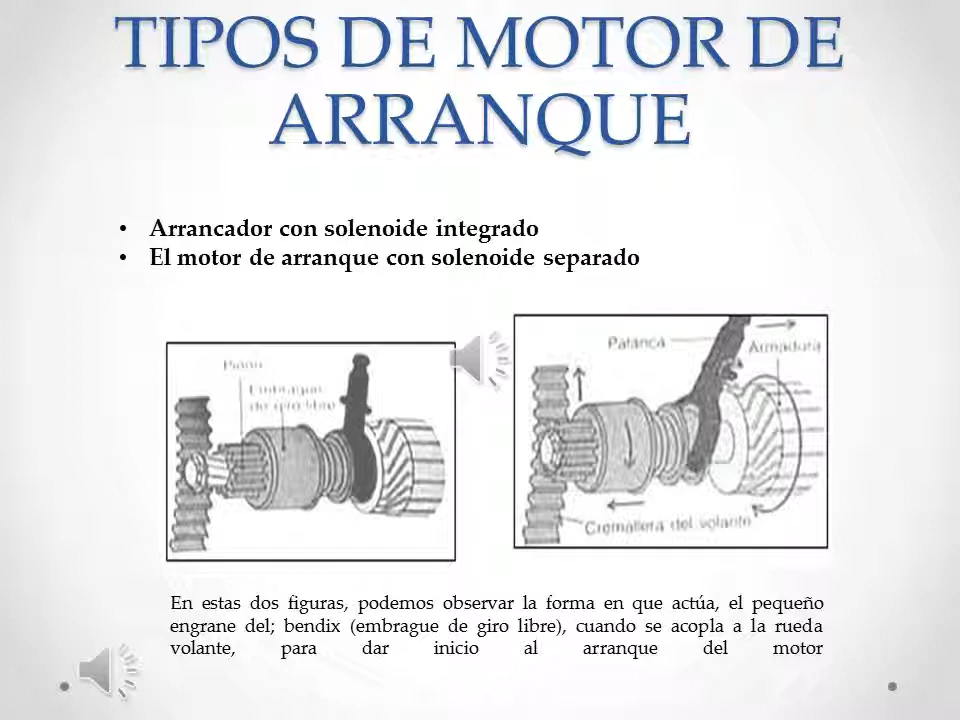 TIPOS DE MOTOR DE
ARRANQUE
• Arrancador con solenoide integrado
• El motor de arranque con solenoide separado
Piñón
Embrague
de giro libre
Palanca
Armadura
Cremallera del volante
En estas dos figuras, podemos observar la forma en que actúa, el pequeño
engrane del; bendix (embrague de giro libre), cuando se acopla a la rueda
volante, para dar inicio al arranque del motor